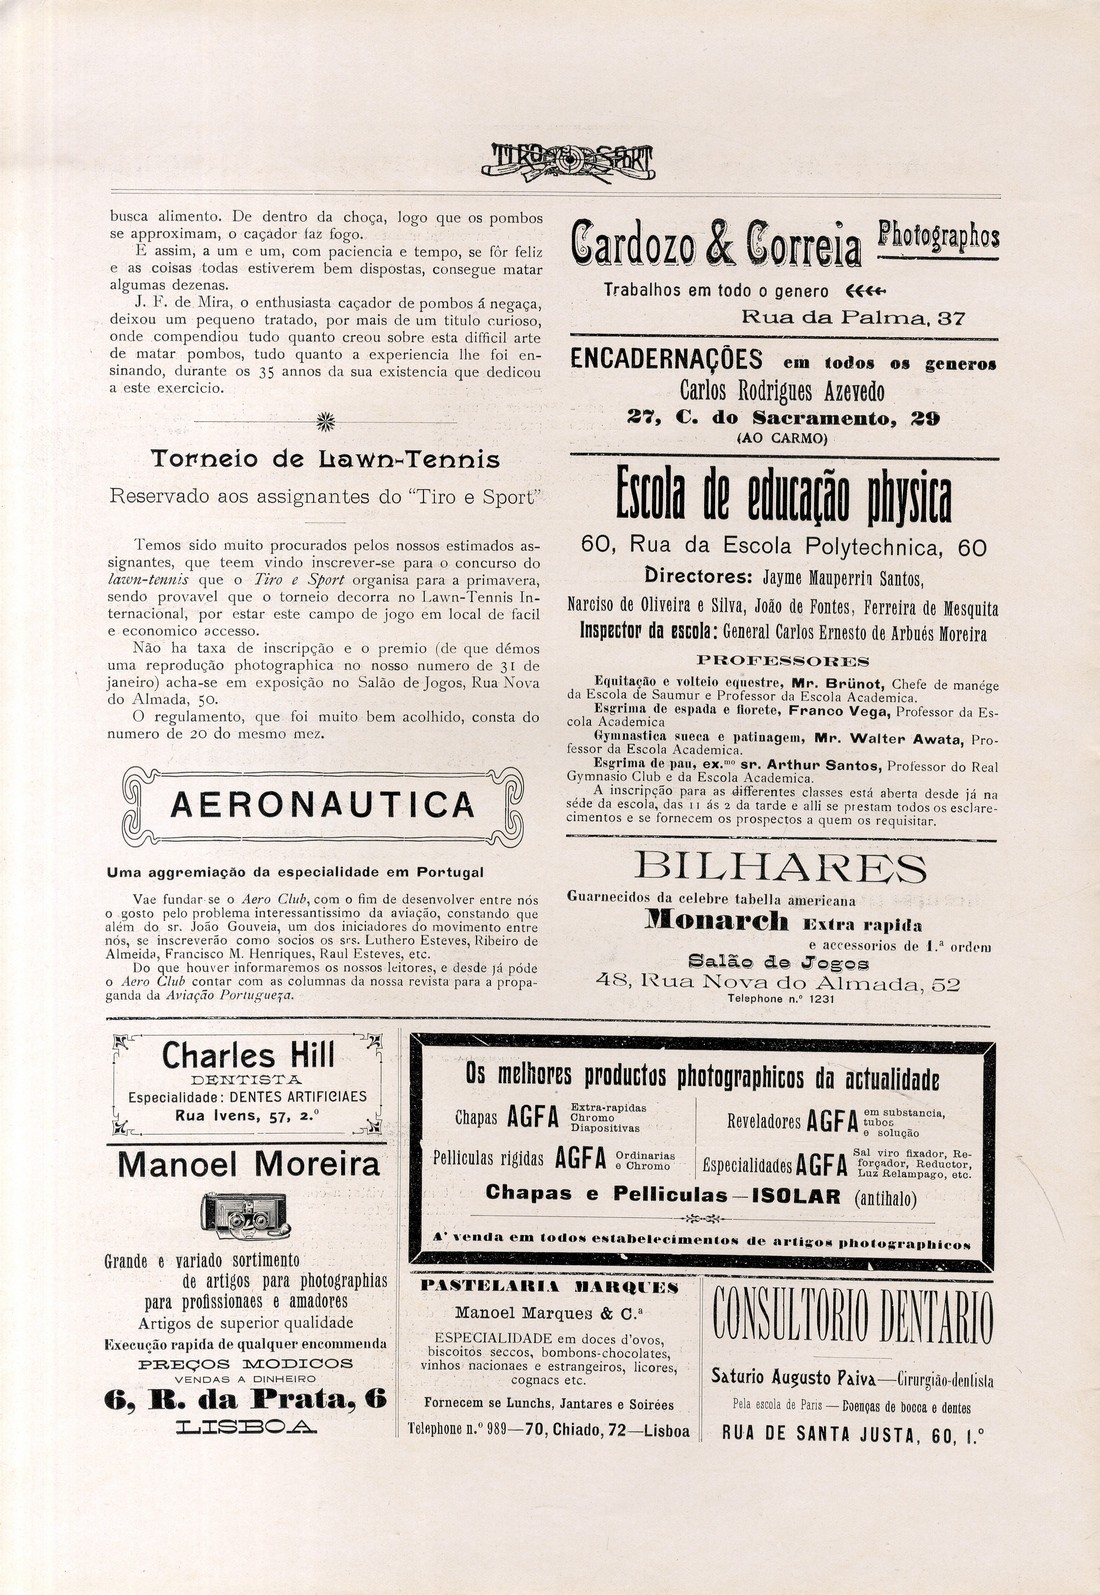 TIRO E SPORT
busca alimento. De dentro da choça, logo que os pombos
se approximam, o caçador faz fogo.
E assim, a um e um, com paciencia e tempo, se fôr feliz
e as coisas todas estiverem bem dispostas, consegue matar
algumas dezenas.
J. F. de Mira, o enthusiasta caçador de pombos á negaça,
deixou um pequeno tratado, por mais de um titulo curioso,
onde compendiou tudo quanto creou sobre esta difficil arte
de matar pombos, tudo quanto a experiencia lhe foi en-
sinando, durante os 35 annos da sua existencia que dedicou
a este exercicio.
Torneio de Lawn-Tennis
Reservado aos assignantes do "Tiro e Sport"
Temos sido muito procurados pelos nossos estimados as-
signantes, que teem vindo inscrever-se para o concurso do
lawn-tennis que o Tiro e Sport organisa para a primavera,
sendo provavel que o torneio decorra no Lawn-Tennis In-
ternacional, por estar este campo de jogo em local de facil
e economico accesso.
Não ha taxa de inscripção e o premio (de que démos
uma reprodução photographica no nosso numero de 31 de
janeiro) acha-se em exposição no Salão de Jogos, Rua Nova
do Almada, 50.
O regulamento, que foi muito bem acolhido, consta do
numero de 20 do mesmo mez.
AERONAUTICA
Uma aggremiação da especialidade em Portugal
Vae fundar-se o Aero Club, com o fim de desenvolver entre nós
o gosto pelo problema interessantissimo da aviação, constando que
além do sr. João Gouveia, um dos iniciadores do movimento entre
nós, se inscreverão como socios os srs. Luthero Esteves, Ribeiro de
Almeida, Francisco M. Henriques, Raul Esteves, etc.
Do que houver informaremos os nossos leitores, e desde já póde
o Aero Club contar com as columnas da nossa revista para a propa-
ganda da Aviação Portugueza.
Cardozo & Correia Photographos
Trabalhos em todo o genero
Rua da Palma, 37
ENCADERNAÇÕES em todos os generos
Carlos Rodrigues Azevedo
27, C. do Sacramento, 29
(AO CARMO)
Escola de educação physica
60, Rua da Escola Polytechnica, 60
Directores: Jayme Mauperrin Santos,
Narciso de Oliveira e Silva, João de Fontes, Ferreira de Mesquita
Inspector da escola: General Carlos Ernesto de Arbués Moreira
PROFESSORES
Equitação e volteio equestre, Mr. Brünot, Chefe de manége
da Escola de Saumur e Professor da Escola Academica.
Esgrima de espada e florete, Franco Vega, Professor da Es-
cola Academica
Gymnastica sueca e patinagem, Mr. Walter Awata, Pro-
fessor da Escola Academica.
Esgrima de pau, ex.mo sr. Arthur Santos, Professor do Real
Gymnasio Club e da Escola Academica.
A inscripção para as differentes classes está aberta desde já na
séde da escola, das 11 ás 2 da tarde e alli se prestam todos os esclare-
cimentos e se fornecem os prospectos a quem os requisitar.
BILHARES
Guarnecidos da celebre tabella americana
Monarch Extra rapida
e accessorios de 1.ª ordem
Salão de Jogos
48, Rua Nova do Almada, 52
Telephone n.º 1231
Charles Hill
DENTISTA
Especialidade: DENTES ARTIFICIAES
Rua Ivens, 57, 2.º
Manoel Moreira
Grande e variado sortimento
de artigos para photographias
para profissionaes e amadores
Artigos de superior qualidade
Execução rapida de qualquer encommenda
PREÇOS MODICOS
VENDAS A DINHEIRO
6, R. da Prata, 6
LISBOA
Os melhores productos photographicos da actualidade
Chapas AGFA Extra-rapidas
Chromo
Diapositivas
Reveladores AGFA em substancia,
tubos
e solução
Pelliculas rigidas AGFA Ordinarias
e Chromo
Especialidades AGFA Sal viro fixador, Re-
forçador, Reductor,
Luz Relampago, etc.
Chapas e Pelliculas—ISOLAR (antihalo)
A' venda em todos estabelecimentos de artigos photographicos
PASTELARIA MARQUES
Manoel Marques & C.ª
ESPECIALIDADE em doces d'ovos,
biscoitos seccos, bombons-chocolates,
vinhos nacionaes e estrangeiros, licores,
cognacs etc.
Fornecem se Lunchs, Jantares e Soirées
Telephone n.º 989—70, Chiado, 72—Lisboa
CONSULTORIO DENTARIO
Saturio Augusto Paiva—Cirurgião-dentista
Pela escola de Paris — Doenças de bocca e dentes
RUA DE SANTA JUSTA, 60, 1.º